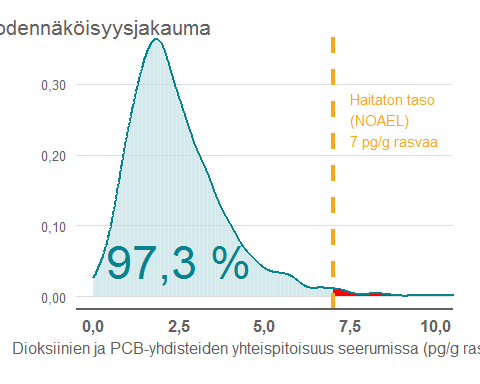 odennäköisyysjakauma
0,30
Haitaton taso
(NOAEL)
7 pg/g rasvaa
0,20
0,10
97,3 %
0,00
0,0 2,5 5,0 7,5 10,0
Dioksiinien ja PCB-yhdisteiden yhteispitoisuus seerumissa (pg/g ras